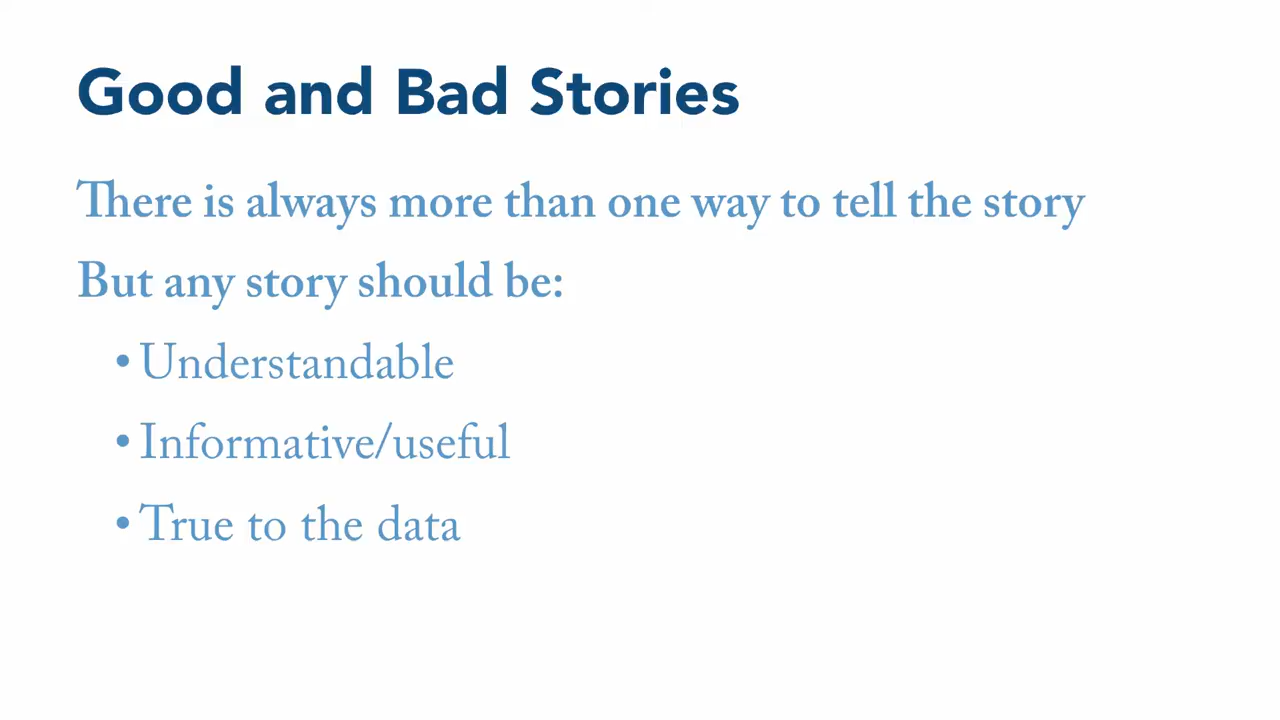 Good and Bad Stories
There is always more than one way to tell the story
But any story should be:
• Understandable
• Informative/useful
• True to the data